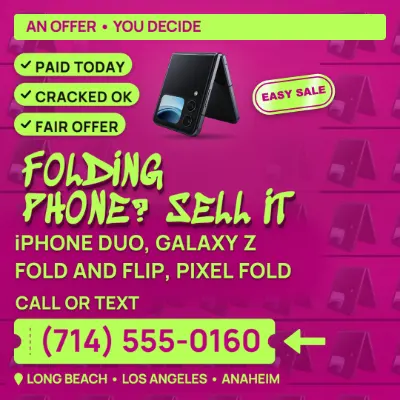 AN OFFER • YOU DECIDE
PAID TODAY
CRACKED OK
FAIR OFFER
EASY SALE
FOLDING
PHONE? SELL IT
iPHONE DUO, GALAXY Z
FOLD AND FLIP, PIXEL FOLD
CALL OR TEXT
(714) 555-0160
LONG BEACH • LOS ANGELES • ANAHEIM